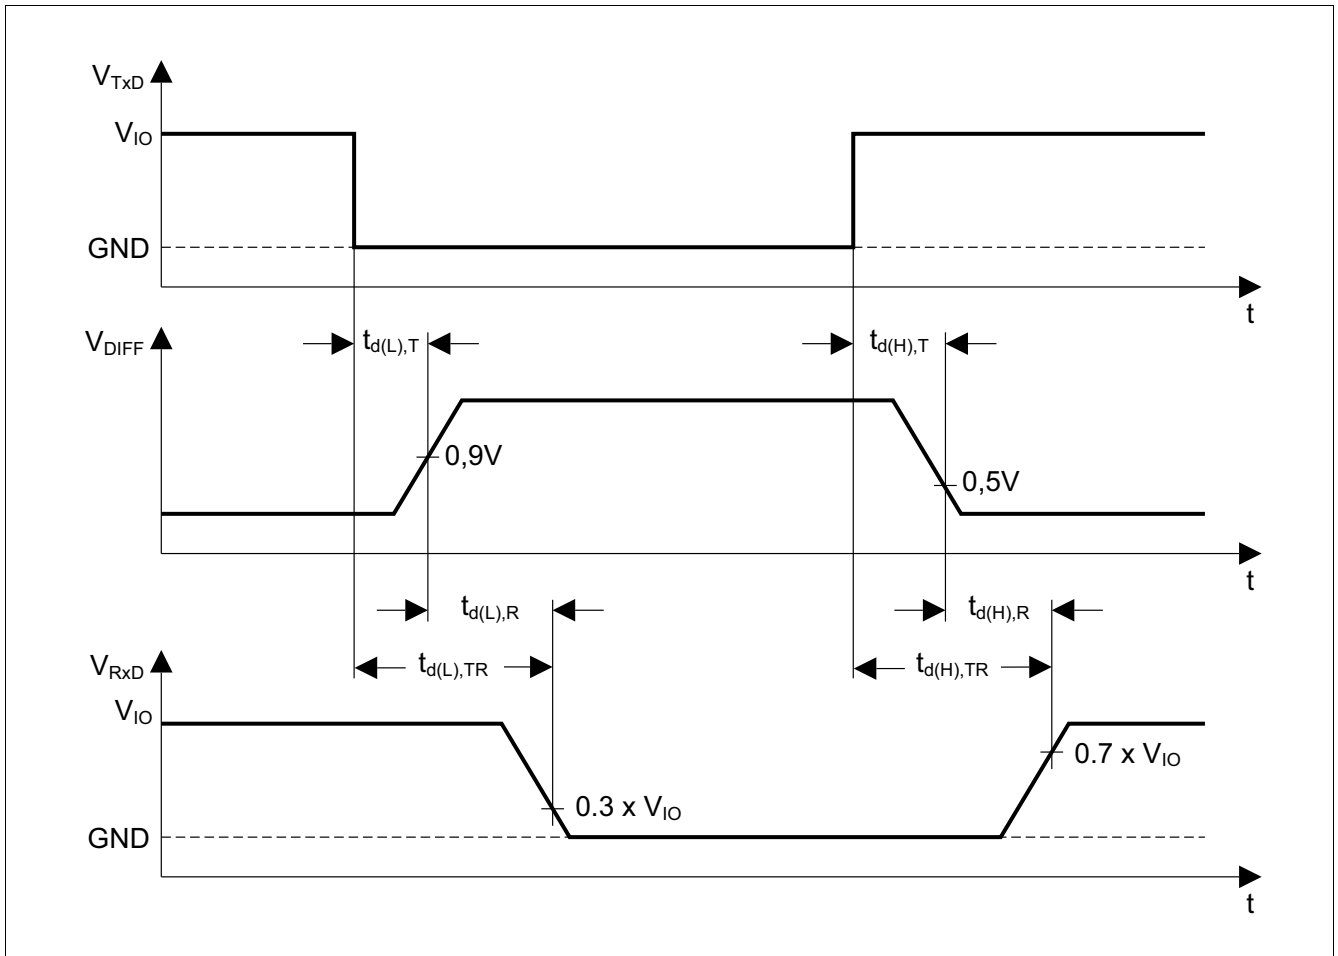 VTxD
VIO
GND
t
VDIFF
td(L),T
td(H),T
0,9V
0,5V
t
td(L),R
td(H),R
VRxD
td(L),TR
td(H),TR
VIO
0.7 x VIO
0.3 x VIO
GND
t